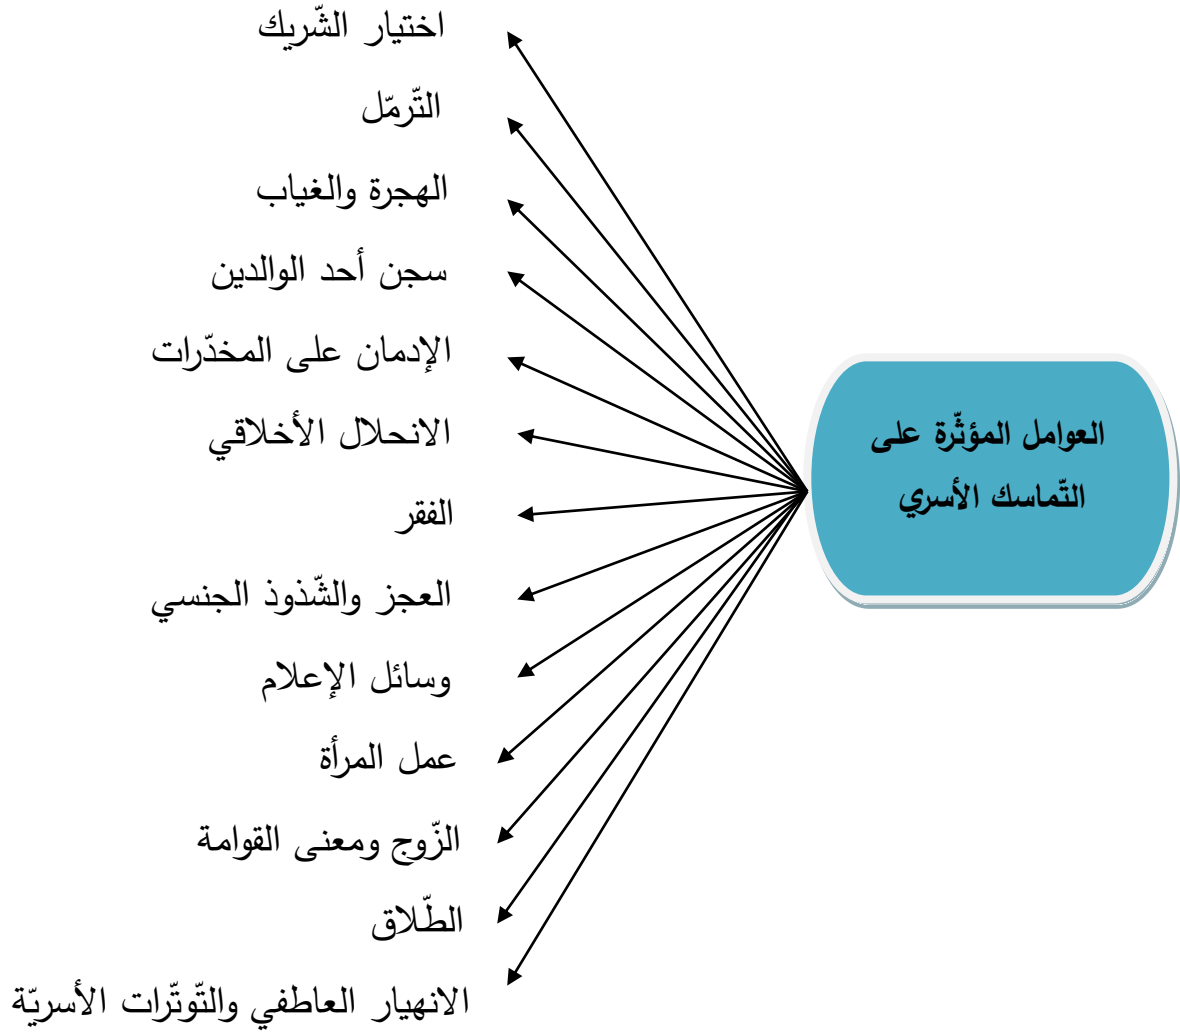 العوامل المؤثّرة على
التّماسك الأسري
اختيار الشّريك
التّرمّل
الهجرة والغياب
سجن أحد الوالدين
الإدمان على المخدّرات
الانحلال الأخلاقي
الفقر
العجز والشّذوذ الجنسي
وسائل الإعلام
عمل المرأة
الزّوج ومعنى القوامة
الطّلاق
الانهيار العاطفي والتّوتّرات الأسريّة